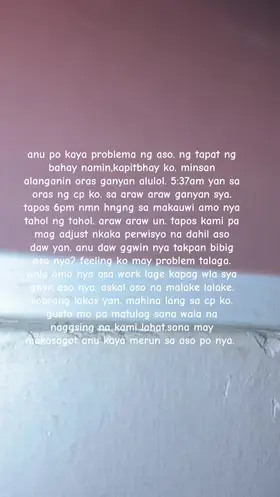 anu po kaya problema ng aso. ng tapat ng
bahay namin,kapitbhay ko. minsan
alanganin oras ganyan alulol. 5:37am yan sa
oras ng cp ko. sa araw araw ganyan sya.
tapos 6pm nmn hngng sa makauwi amo nya
tahol ng tahol. araw araw un. tapos kami pa
mag adjust nkaka perwisyo na dahil aso
daw yan. anu daw ggwin nya takpan bibig
aso nya? feeling ko may problem talaga.
amo nya asa work lage kapag wla sya
aso nya. askal aso na malake lalake.
sobrang lakas yan. mahina lang sa cp ko.
gusto mo pa matulog sana wala na
naggsing na kami lahat.sana may
makasagot anu kaya merun sa aso po nya.